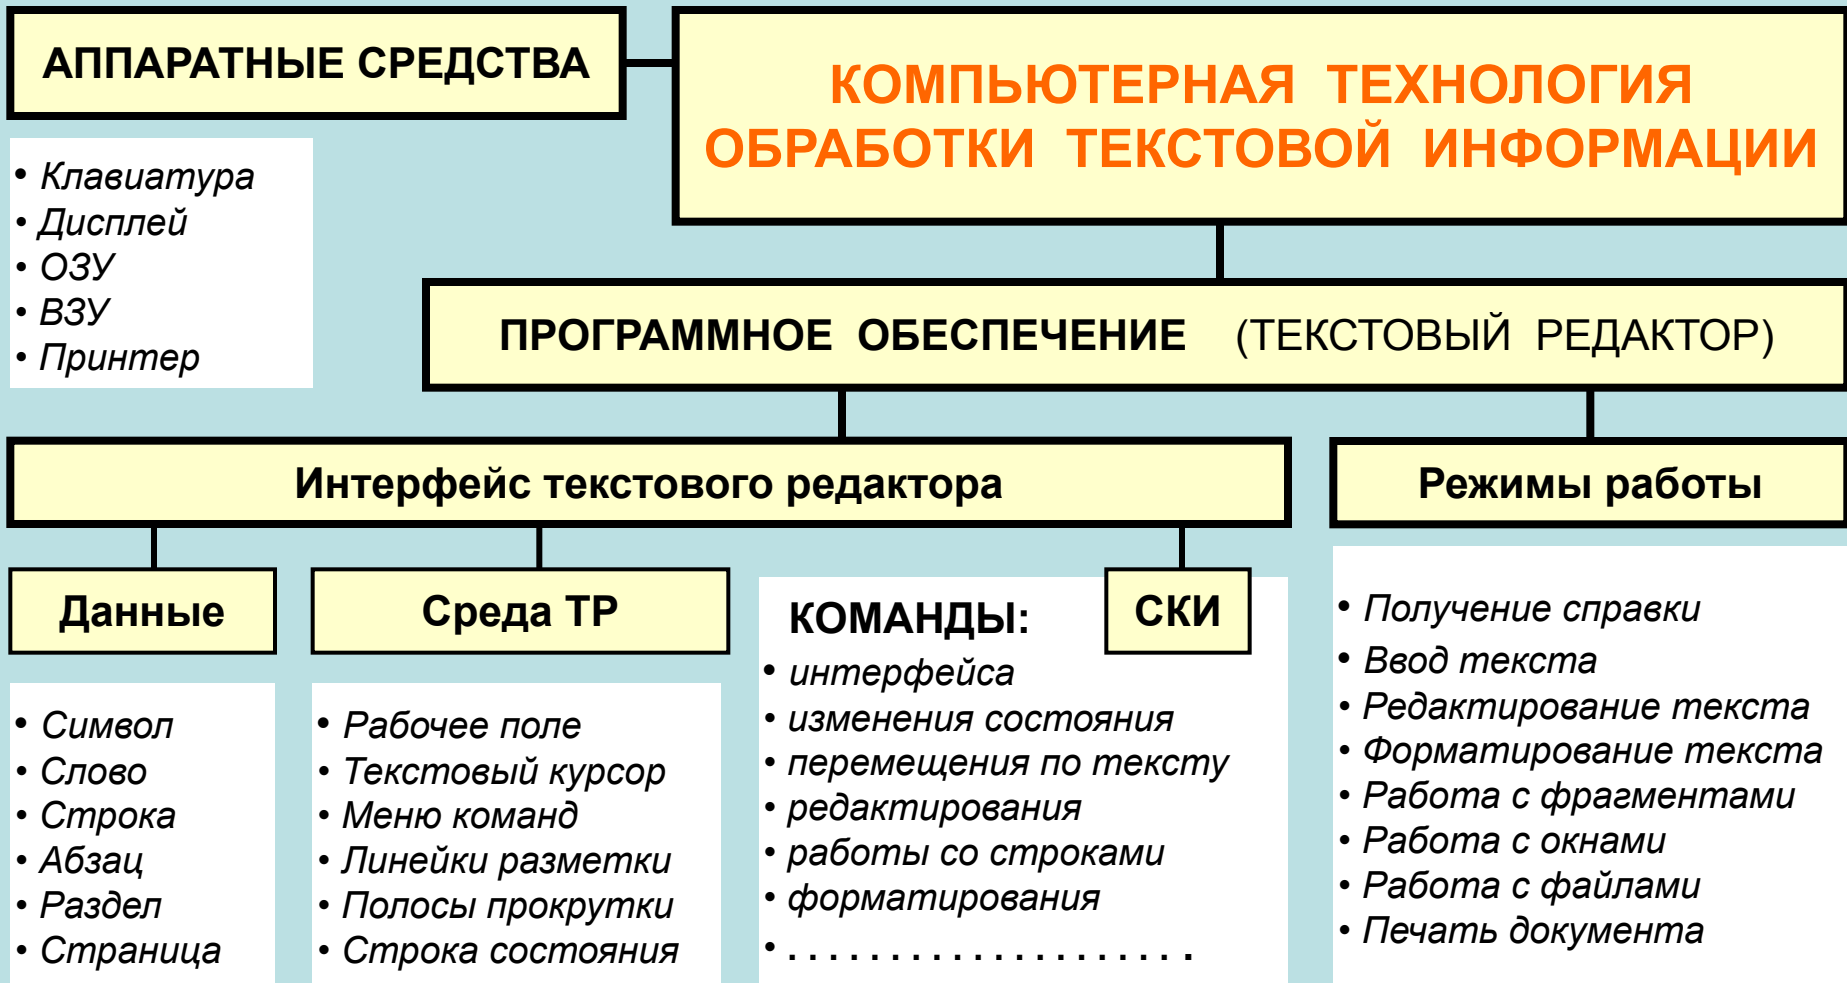 АППАРАТНЫЕ СРЕДСТВА
• Клавиатура
• Дисплей
• ОЗУ
• ВЗУ
• Принтер
КОМПЬЮТЕРНАЯ ТЕХНОЛОГИЯ
ОБРАБОТКИ ТЕКСТОВОЙ ИНФОРМАЦИИ
ПРОГРАММНОЕ ОБЕСПЕЧЕНИЕ (ТЕКСТОВЫЙ РЕДАКТОР)
Интерфейс текстового редактора
Данные
• Символ
• Слово
• Строка
• Абзац
• Раздел
• Страница
Среда ТР
• Рабочее поле
• Текстовый курсор
• Меню команд
• Линейки разметки
• Полосы прокрутки
• Строка состояния
СКИ
КОМАНДЫ:
• интерфейса
• изменения состояния
• перемещения по тексту
• редактирования
• работы со строками
• форматирования
• . . . . . . . . . . . . . . . . . . . .
Режимы работы
• Получение справки
• Ввод текста
• Редактирование текста
• Форматирование текста
• Работа с фрагментами
• Работа с окнами
• Работа с файлами
• Печать документа